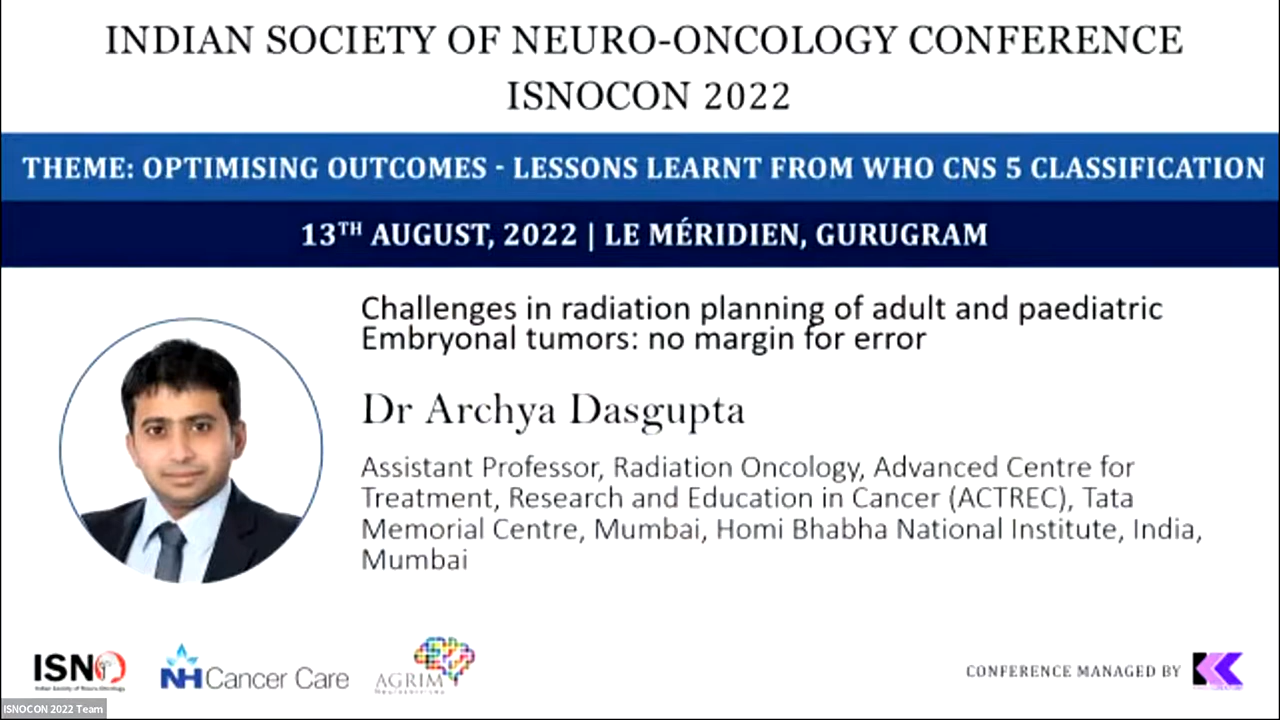 INDIAN SOCIETY OF NEURO-ONCOLOGY CONFERENCE
ISNOCON 2022
THEME: OPTIMISING OUTCOMES - LESSONS LEARNT FROM WHO CNS 5 CLASSIFICATION
13TH AUGUST, 2022 | LE MÉRIDIEN, GURUGRAM
Challenges in radiation planning of adult and paediatric
Embryonal tumors: no margin for error
Dr Archya Dasgupta
Assistant Professor, Radiation Oncology, Advanced Centre for
Treatment, Research and Education in Cancer (ACTREC), Tata
Memorial Centre, Mumbai, Homi Bhabha National Institute, India,
Mumbai
ISNO
Indian Society of Neuro-Oncology
NH Cancer Care
AGRIM
CONFERENCE MANAGED BY
ISNOCON 2022 Team